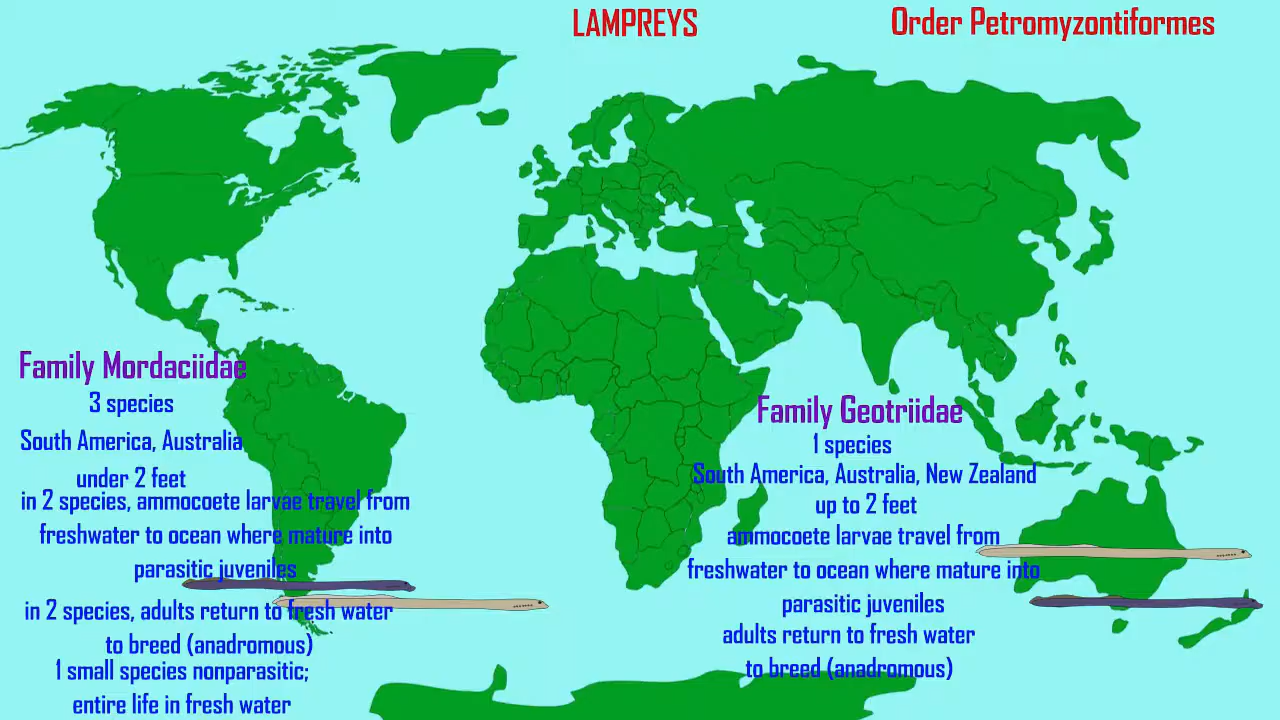 LAMPREYS
Order Petromyzontiformes
Family Mordaciidae
3 species
South America, Australia
under 2 feet
in 2 species, ammocoete larvae travel from
freshwater to ocean where mature into
parasitic juveniles
in 2 species, adults return to fresh water
to breed (anadromous)
1 small species nonparasitic;
entire life in fresh water
Family Geotriidae
1 species
South America, Australia, New Zealand
up to 2 feet
ammocoete larvae travel from
freshwater to ocean where mature into
parasitic juveniles
adults return to fresh water
to breed (anadromous)